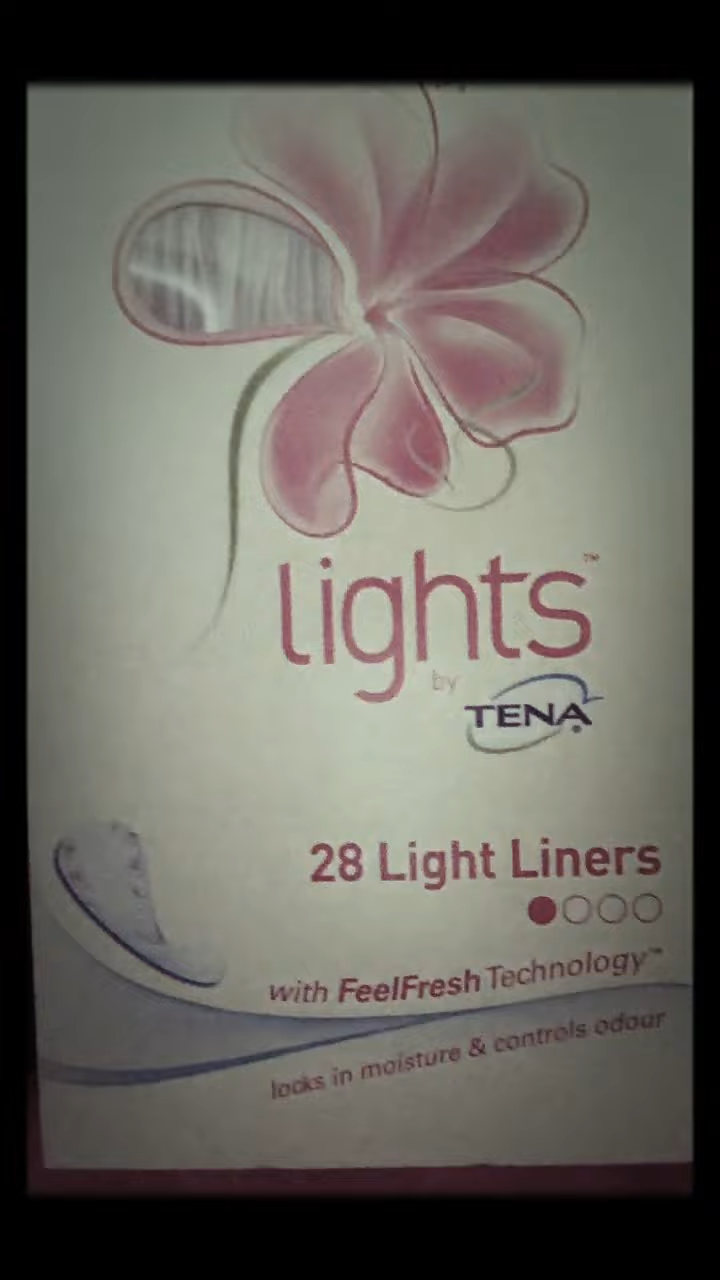 lights™
by
TENA
28 Light Liners
with FeelFresh Technology™
locks in moisture & controls odour